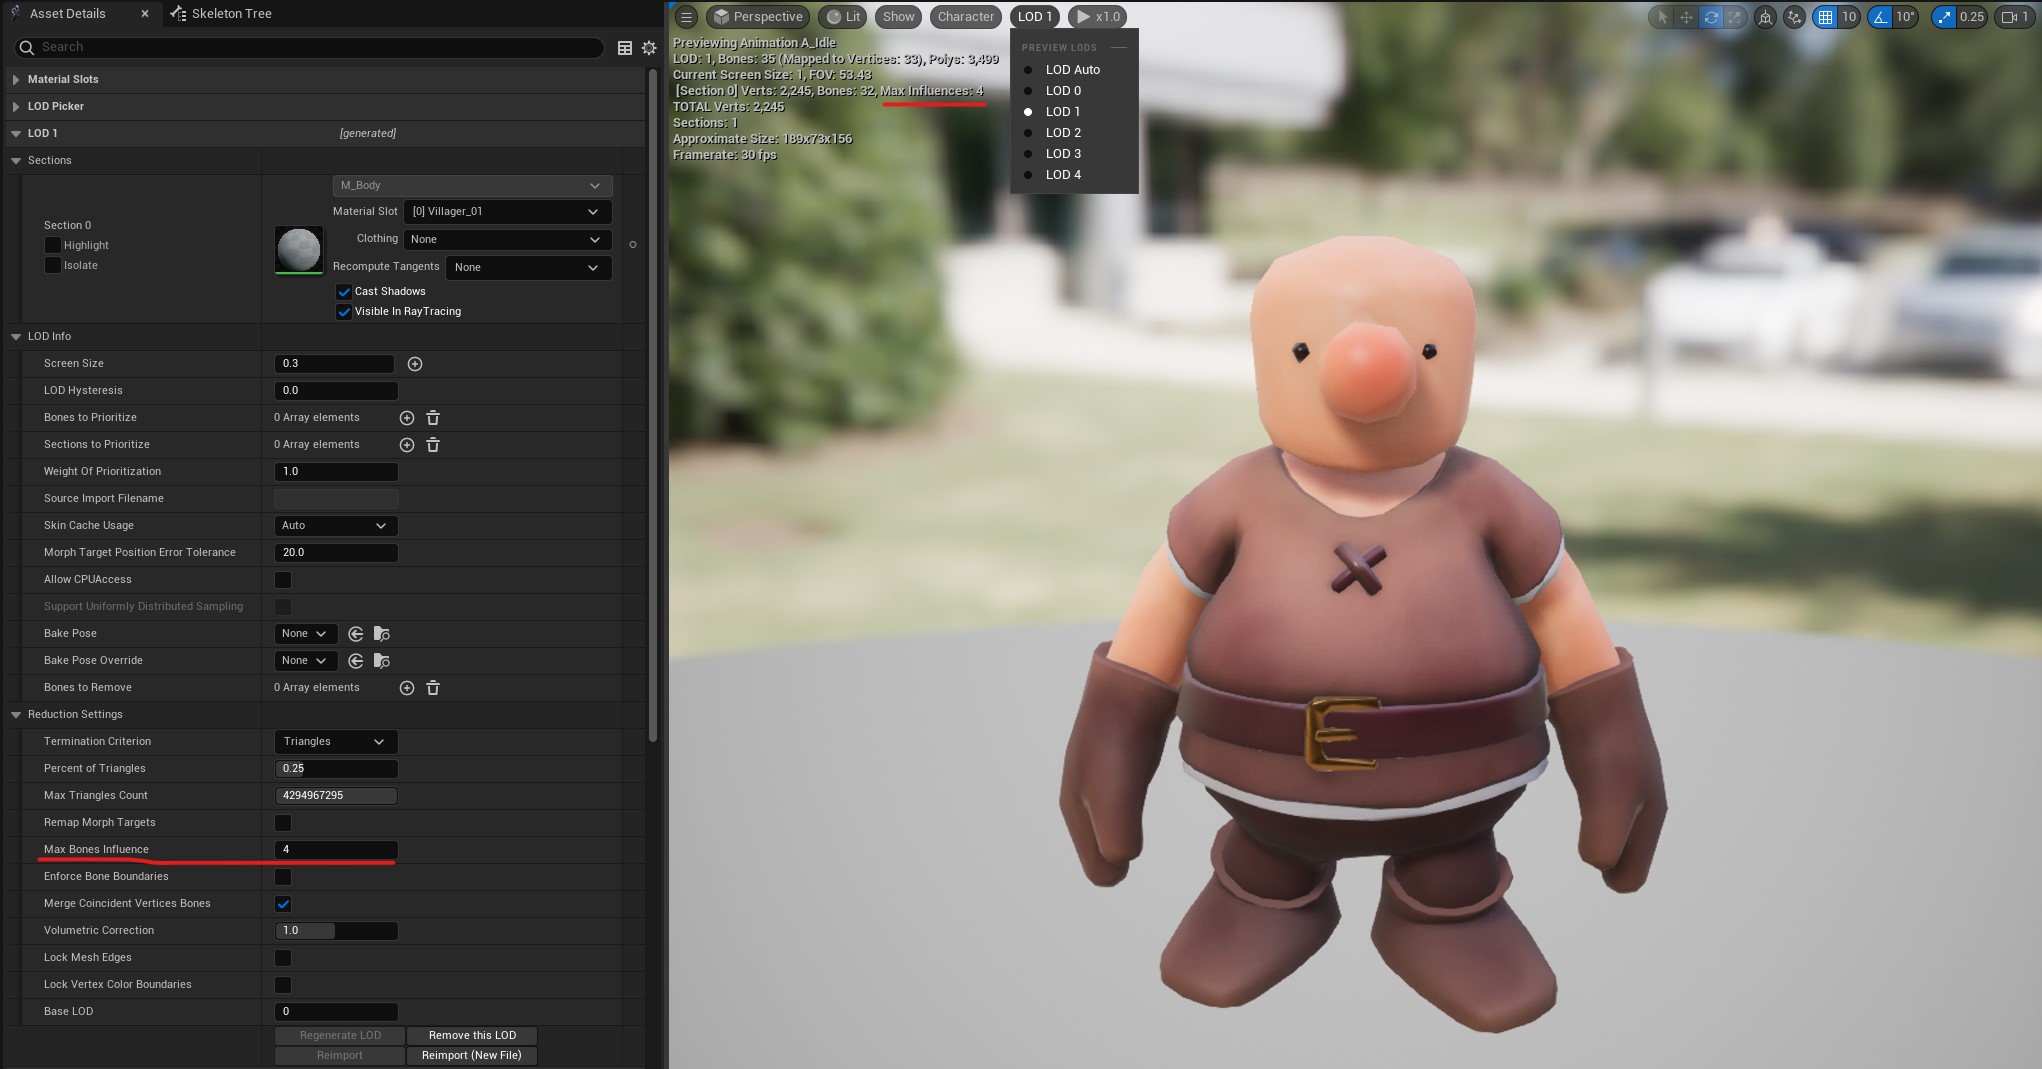 Asset Details
Skeleton Tree
Search
Material Slots
LOD Picker
LOD 1 [generated]
Sections
Section 0
Highlight
Isolate
M_Body
Material Slot [0] Villager_01
Clothing None
Recompute Tangents None
Cast Shadows
Visible In RayTracing
LOD Info
Screen Size 0.3
LOD Hysteresis 0.0
Bones to Prioritize 0 Array elements
Sections to Prioritize 0 Array elements
Weight Of Prioritization 1.0
Source Import Filename
Skin Cache Usage Auto
Morph Target Position Error Tolerance 20.0
Allow CPUAccess
Support Uniformly Distributed Sampling
Bake Pose None
Bake Pose Override None
Bones to Remove 0 Array elements
Reduction Settings
Termination Criterion Triangles
Percent of Triangles 0.25
Max Triangles Count 4294967295
Remap Morph Targets
Max Bones Influence 4
Enforce Bone Boundaries
Merge Coincident Vertices Bones
Volumetric Correction 1.0
Lock Mesh Edges
Lock Vertex Color Boundaries
Base LOD 0
Regenerate LOD Remove this LOD
Reimport Reimport (New File)
Perspective Lit Show Character LOD 1 x1.0
10 10° 0.25 1
Previewing Animation A_Idle
LOD: 1, Bones: 35 (Mapped to Vertices: 33), Polys: 3,499
Current Screen Size: 1, FOV: 53.43
[Section 0] Verts: 2,245, Bones: 32, Max Influences: 4
TOTAL Verts: 2,245
Sections: 1
Approximate Size: 189x73x156
Framerate: 30 fps
PREVIEW LODS
LOD Auto
LOD 0
LOD 1
LOD 2
LOD 3
LOD 4